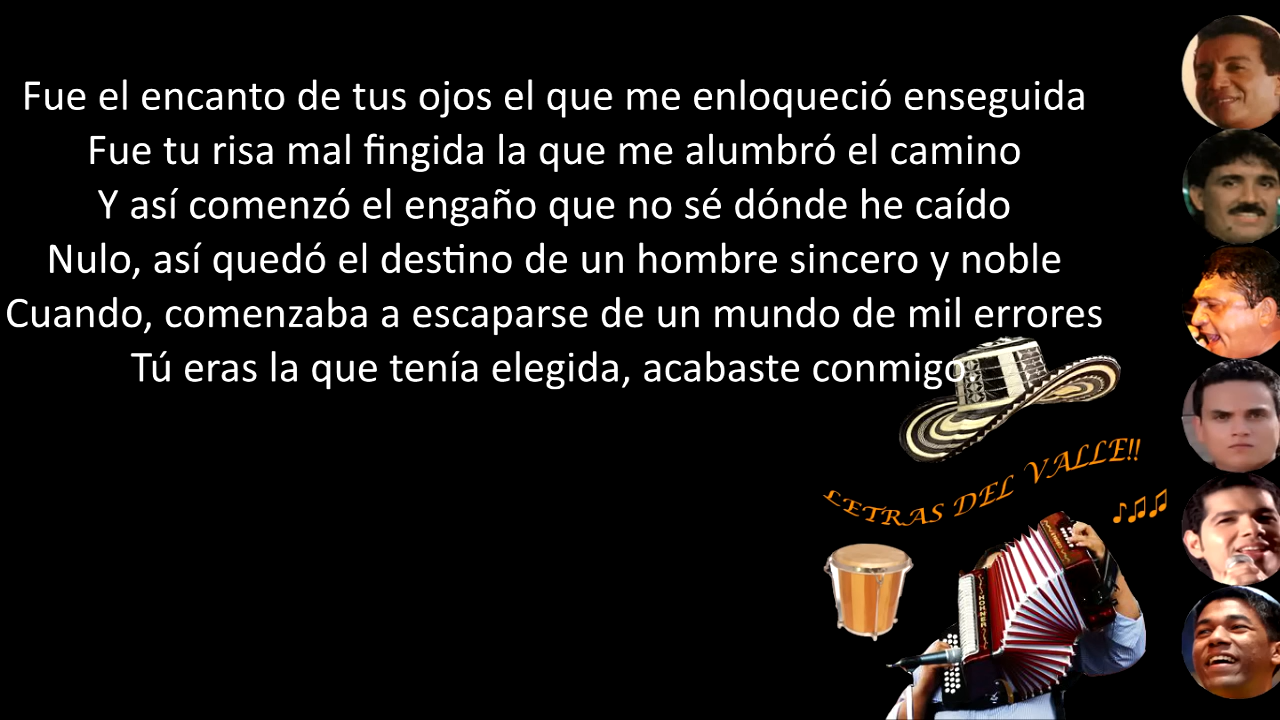 Fue el encanto de tus ojos el que me enloqueció enseguida
Fue tu risa mal fingida la que me alumbró el camino
Y así comenzó el engaño que no sé dónde he caído
Nulo, así quedó el destino de un hombre sincero y noble
Cuando, comenzaba a escaparse de un mundo de mil errores
Tú eras la que tenía elegida, acabaste conmigo
LETRAS DEL VALLE!!
HOHNER